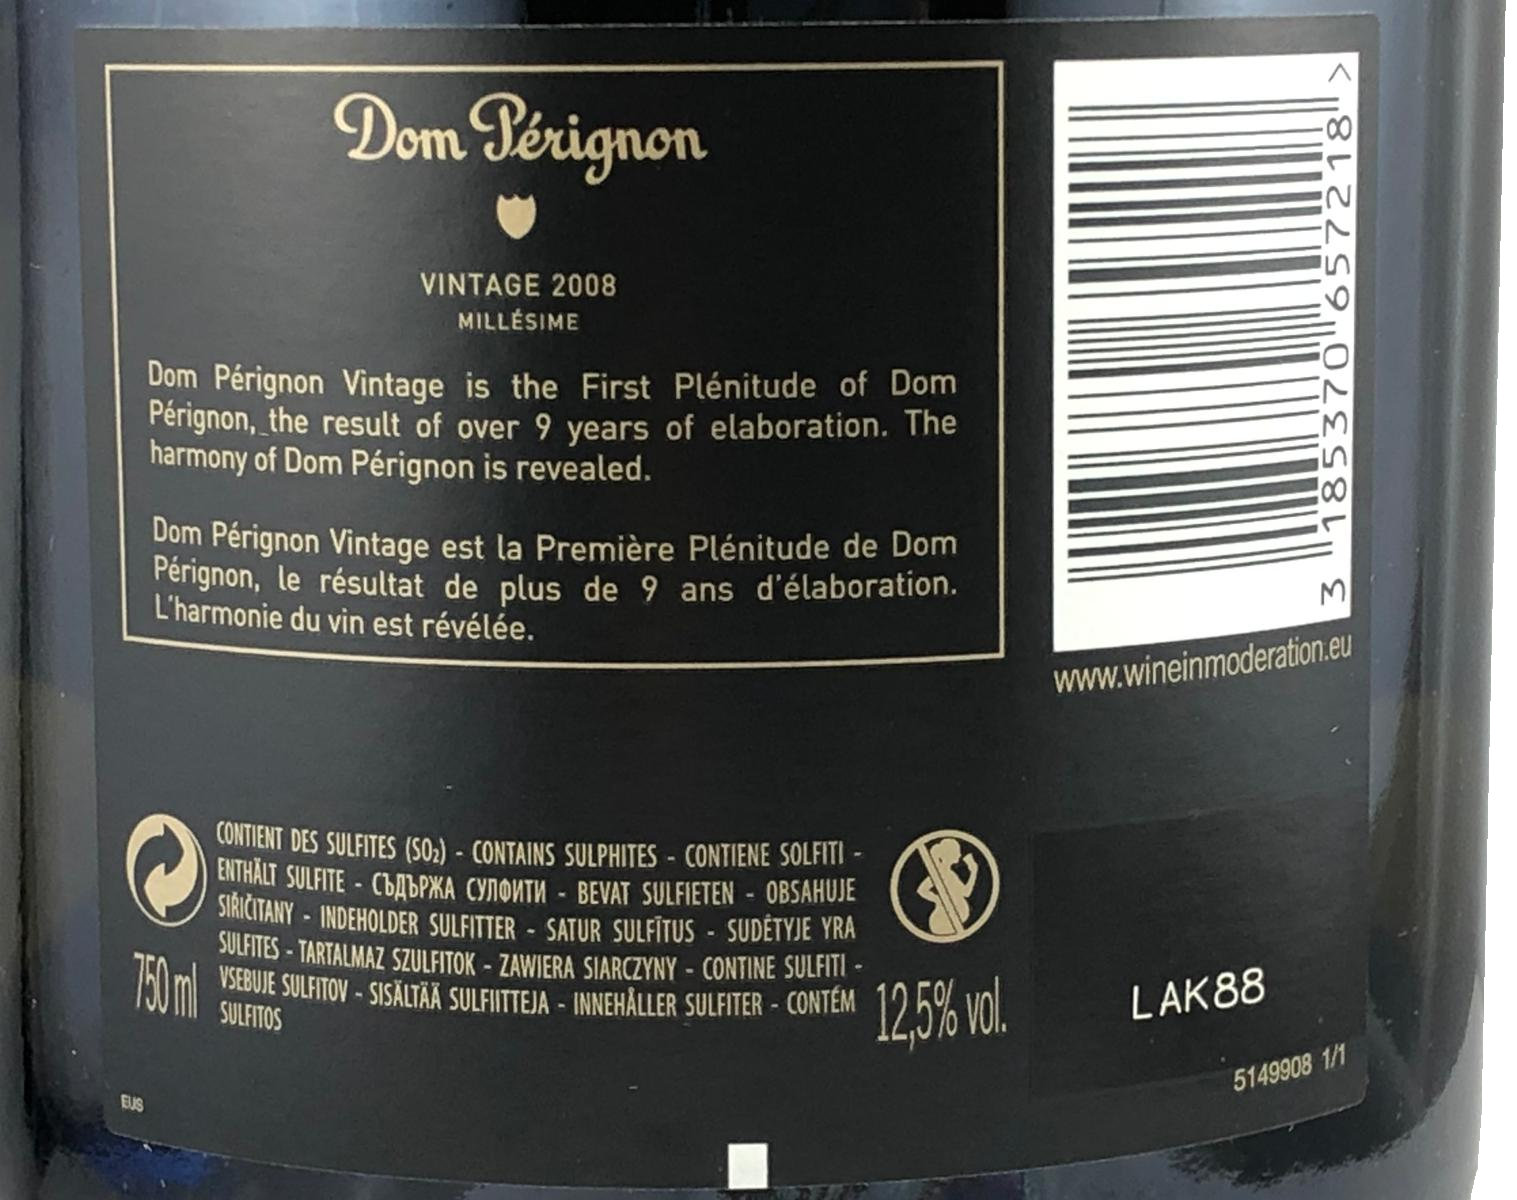 Dom Pérignon
VINTAGE 2008
MILLÉSIME
Dom Pérignon Vintage is the First Plénitude of Dom
Pérignon, the result of over 9 years of elaboration. The
harmony of Dom Pérignon is revealed.
Dom Pérignon Vintage est la Première Plénitude de Dom
Pérignon, le résultat de plus de 9 ans d'élaboration.
L'harmonie du vin est révélée.
3 185370 657218 >
www.wineinmoderation.eu
CONTIENT DES SULFITES (SO₂) - CONTAINS SULPHITES - CONTIENE SOLFITI -
ENTHÄLT SULFITE - СЪДЪРЖА СУЛФИТИ - BEVAT SULFIETEN - OBSAHUJE
SIŘIČITANY - INDEHOLDER SULFITTER - SATUR SULFĪTUS - SUDĖTYJE YRA
SULFITES - TARTALMAZ SZULFITOK - ZAWIERA SIARCZYNY - CONTINE SULFITI -
VSEBUJE SULFITOV - SISÄLTÄÄ SULFIITTEJA - INNEHÅLLER SULFITER - CONTÉM
SULFITOS
750 ml
12,5% vol.
LAK88
5149908 1/1
EUS